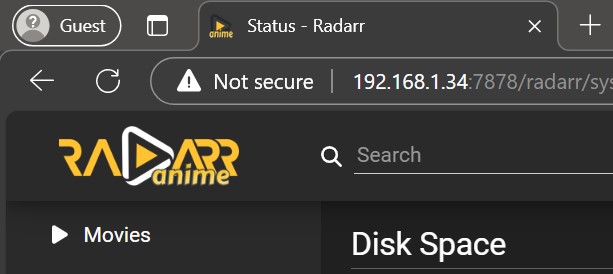 Guest
anime
Status - Radarr
Not secure
192.168.1.34:7878/radarr/sys
RADARR
anime
Search
Movies
Disk Space